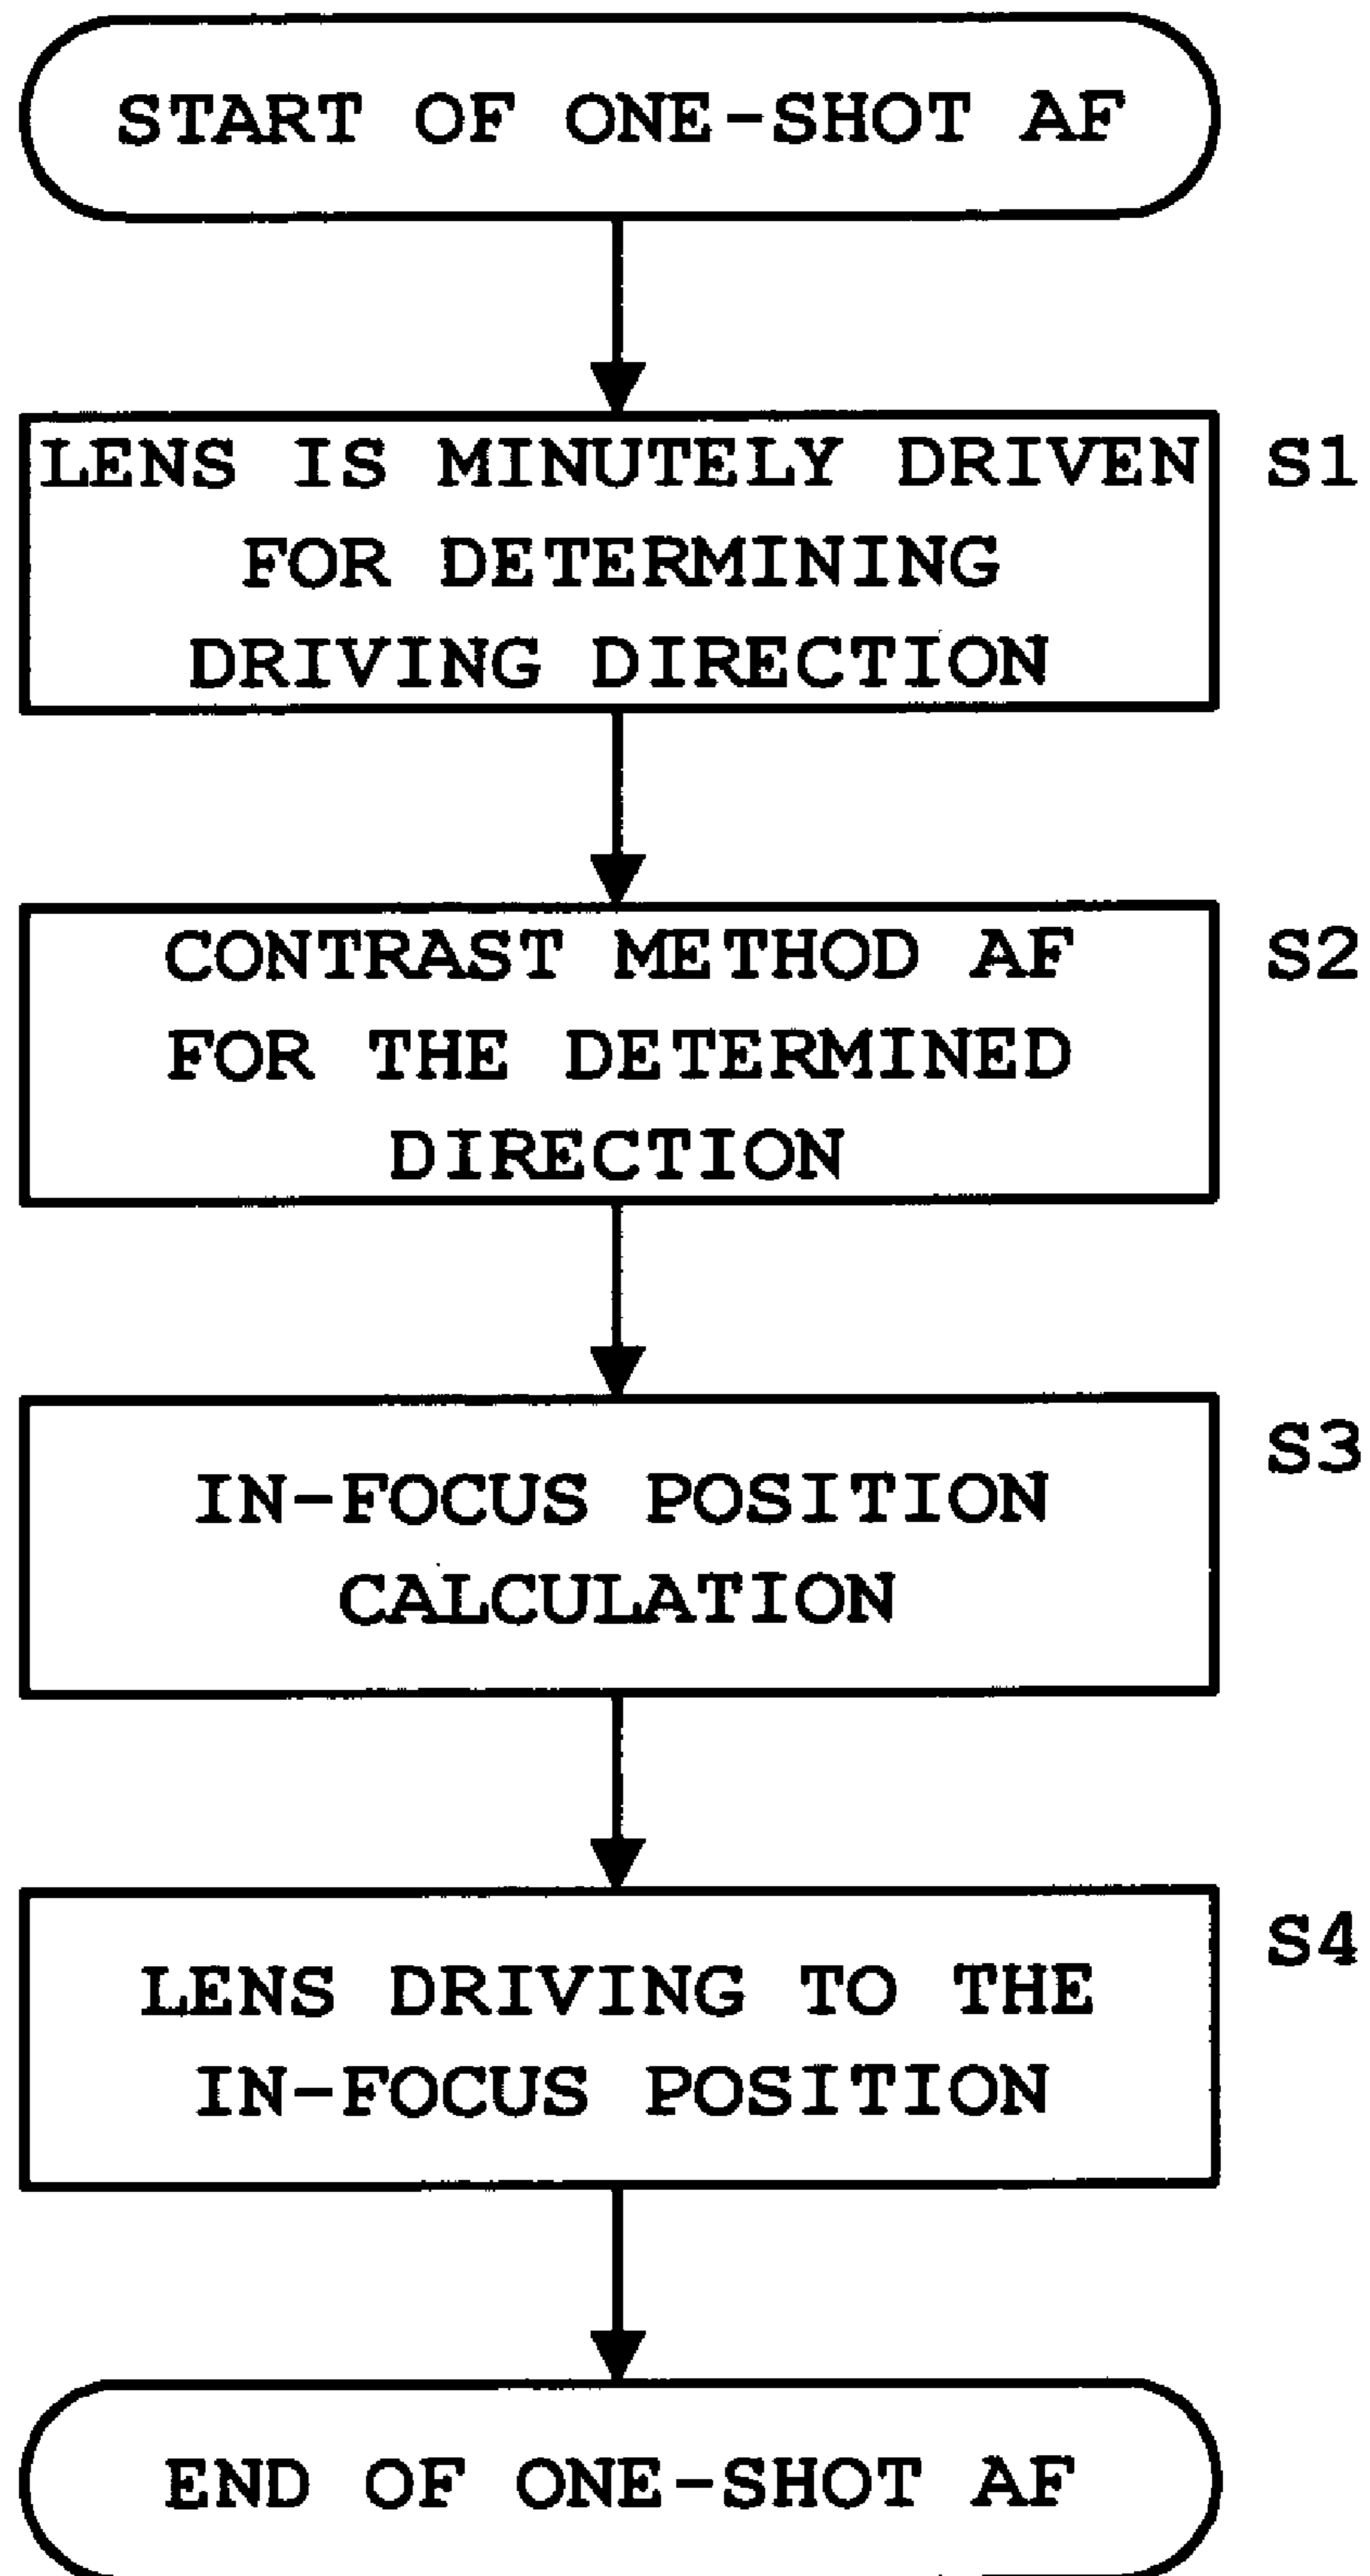 START OF ONE-SHOT AF
LENS IS MINUTELY DRIVEN
FOR DETERMINING
DRIVING DIRECTION
S1
CONTRAST METHOD AF
FOR THE DETERMINED
DIRECTION
S2
IN-FOCUS POSITION
CALCULATION
S3
LENS DRIVING TO THE
IN-FOCUS POSITION
S4
END OF ONE-SHOT AF